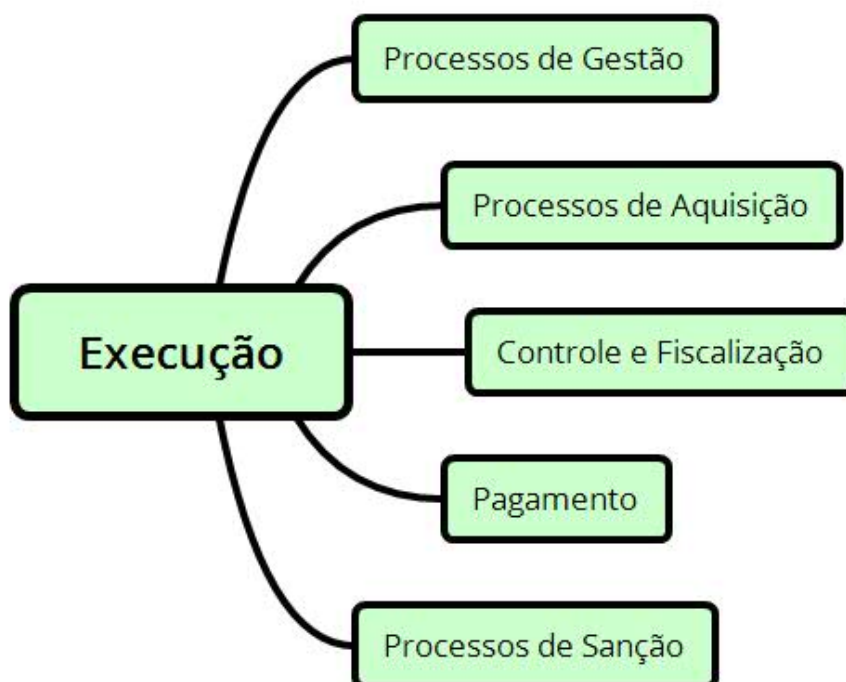 Processos de Gestão
Processos de Aquisição
Execução
Controle e Fiscalização
Pagamento
Processos de Sanção